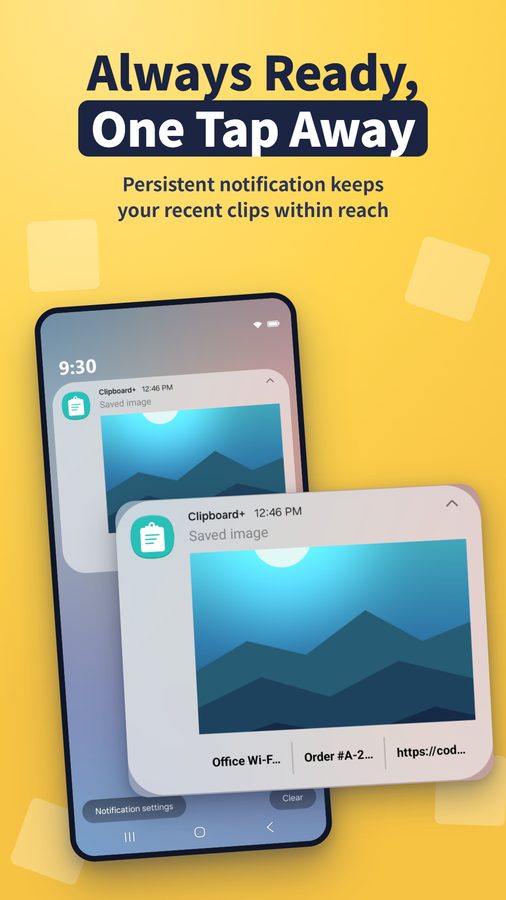 Always Ready,
One Tap Away
Persistent notification keeps
your recent clips within reach
9:30
Clipboard+ 12:46 PM
Saved image
Clipboard+ 12:46 PM
Saved image
Office Wi-F... Order #A-2... https://cod...
Notification settings Clear